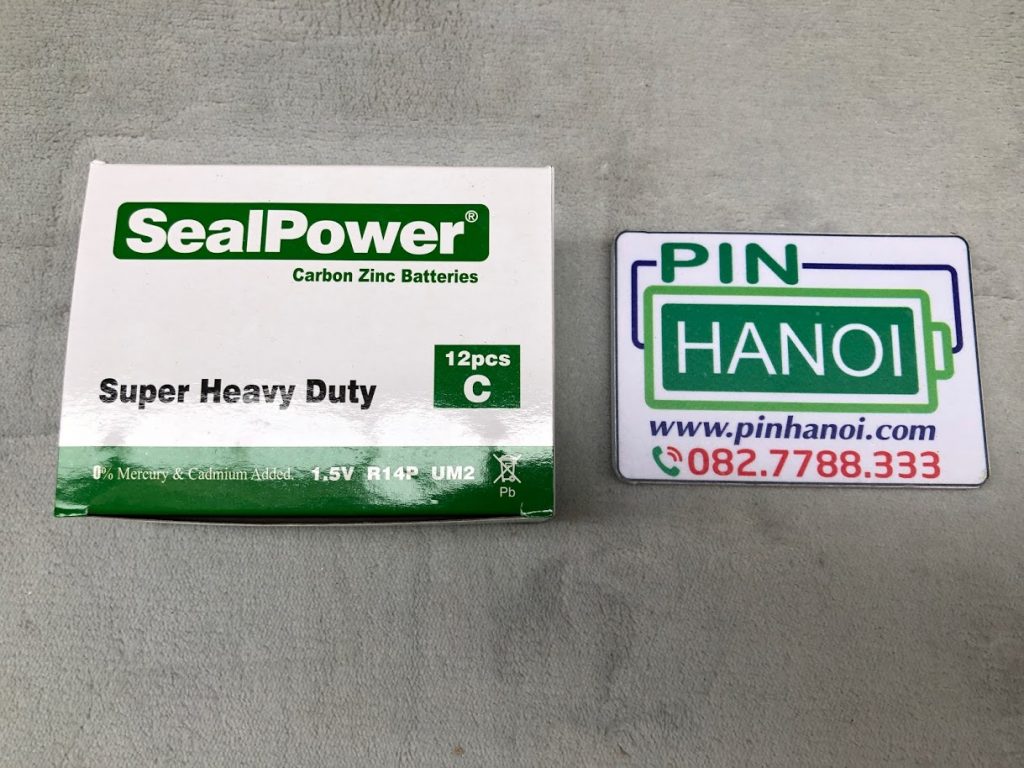 SealPower®
Carbon Zinc Batteries
12pcs
C
Super Heavy Duty
0% Mercury & Cadmium Added. 1.5V R14P UM2
Pb
PIN
HANOI
www.pinhanoi.com
082.7788.333